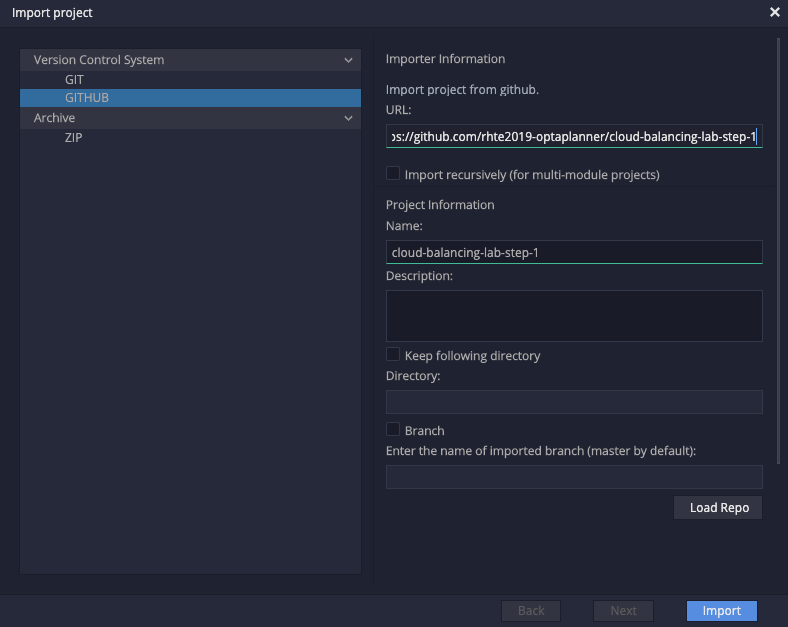 Import project
Version Control System
GIT
GITHUB
Archive
ZIP
Importer Information
Import project from github.
URL:
os://github.com/rhte2019-optaplanner/cloud-balancing-lab-step-1
Import recursively (for multi-module projects)
Project Information
Name:
cloud-balancing-lab-step-1
Description:
Keep following directory
Directory:
Branch
Enter the name of imported branch (master by default):
Load Repo
Back
Next
Import